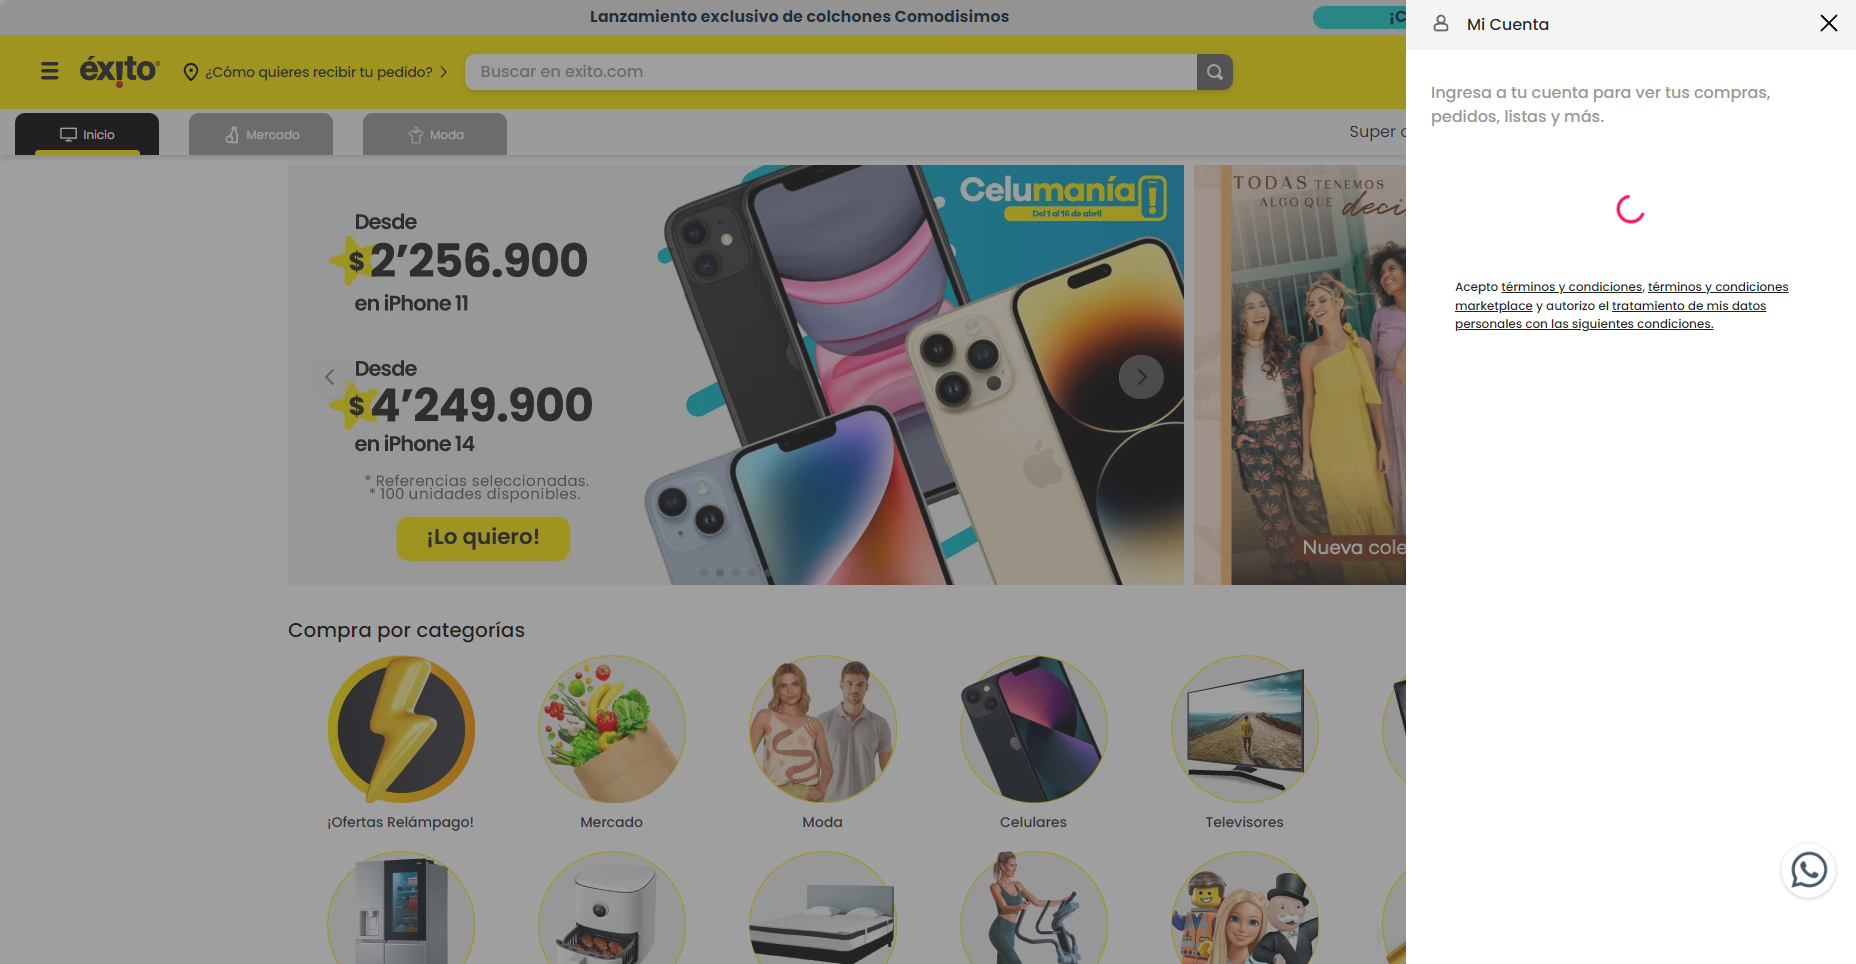 Lanzamiento exclusivo de colchones Comodisimos
¡C
éxito
¿Cómo quieres recibir tu pedido?
Buscar en exito.com
Inicio
Mercado
Moda
Super
Desde
$2'256.900
en iPhone 11
Desde
$4'249.900
en iPhone 14
* Referencias seleccionadas.
* 100 unidades disponibles.
¡Lo quiero!
Celumanía
Del 1 al 16 de abril
TODAS TENEMOS
ALGO QUE deci
Nueva cole
Compra por categorías
¡Ofertas Relámpago!
Mercado
Moda
Celulares
Televisores
Mi Cuenta
Ingresa a tu cuenta para ver tus compras,
pedidos, listas y más.
Acepto términos y condiciones, términos y condiciones
marketplace y autorizo el tratamiento de mis datos
personales con las siguientes condiciones.